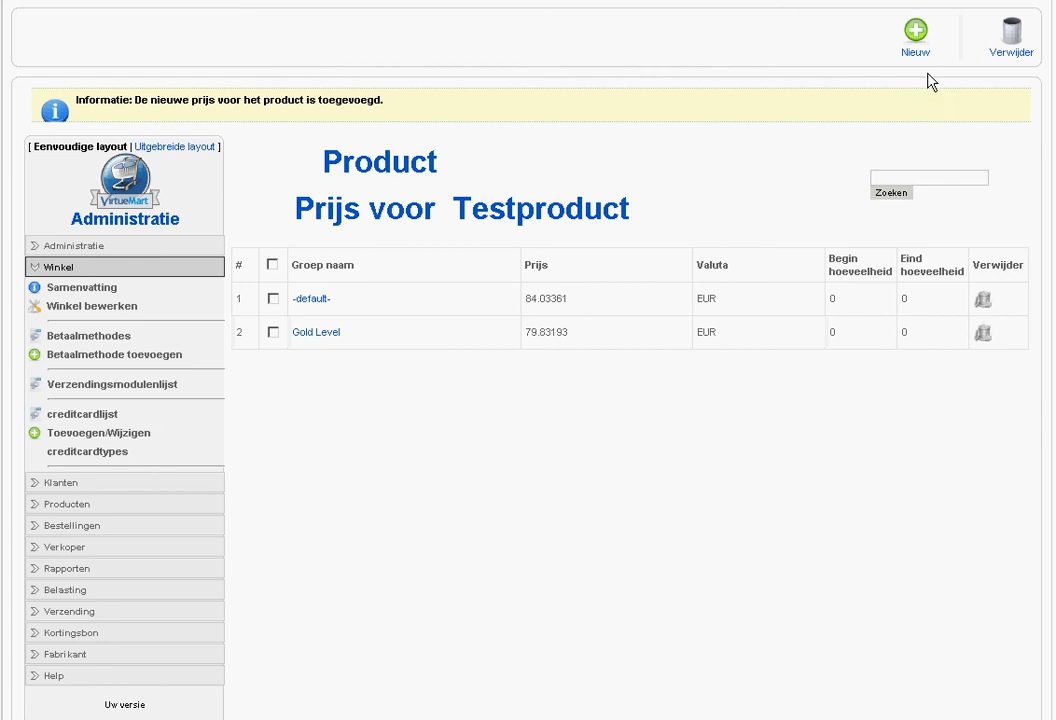 Nieuw
Verwijder
Informatie: De nieuwe prijs voor het product is toegevoegd.
[ Eenvoudige layout | Uitgebreide layout ]
VirtueMart
Administratie
Product
Prijs voor Testproduct
Zoeken
Administratie
Winkel
Samenvatting
Winkel bewerken
Betaalmethodes
Betaalmethode toevoegen
Verzendingsmodulenlijst
creditcardlijst
Toevoegen/Wijzigen
creditcardtypes
Klanten
Producten
Bestellingen
Verkoper
Rapporten
Belasting
Verzending
Kortingsbon
Fabrikant
Help
Uw versie
# Groep naam Prijs Valuta Begin hoeveelheid Eind hoeveelheid Verwijder
1 -default- 84.03361 EUR 0 0
2 Gold Level 79.83193 EUR 0 0